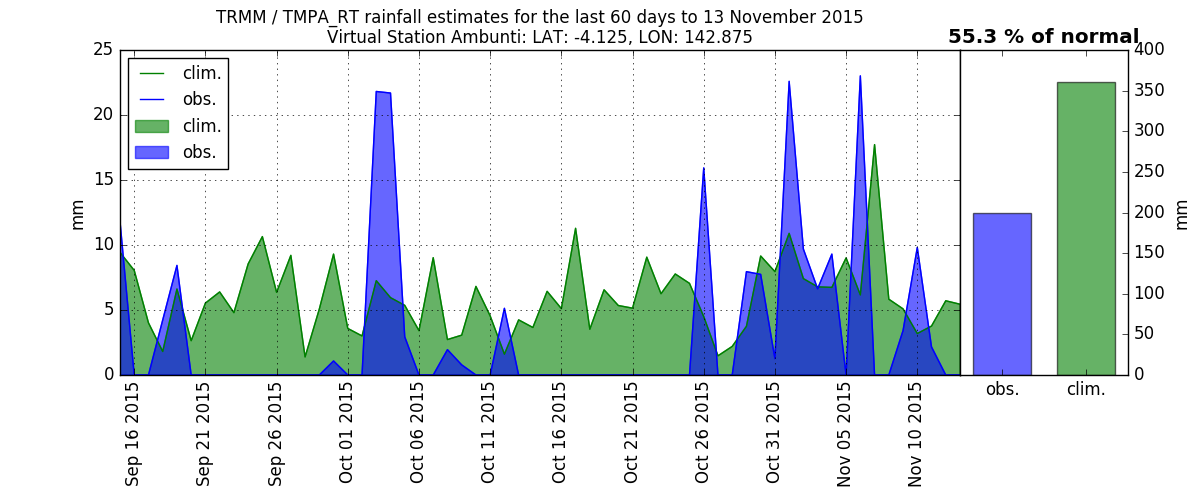 TRMM / TMPA_RT rainfall estimates for the last 60 days to 13 November 2015
Virtual Station Ambunti: LAT: -4.125, LON: 142.875
55.3 % of normal
25
20
15
10
5
0
mm
clim.
obs.
clim.
obs.
Sep 16 2015
Sep 21 2015
Sep 26 2015
Oct 01 2015
Oct 06 2015
Oct 11 2015
Oct 16 2015
Oct 21 2015
Oct 26 2015
Oct 31 2015
Nov 05 2015
Nov 10 2015
400
350
300
250
200
150
100
50
0
mm
obs.
clim.